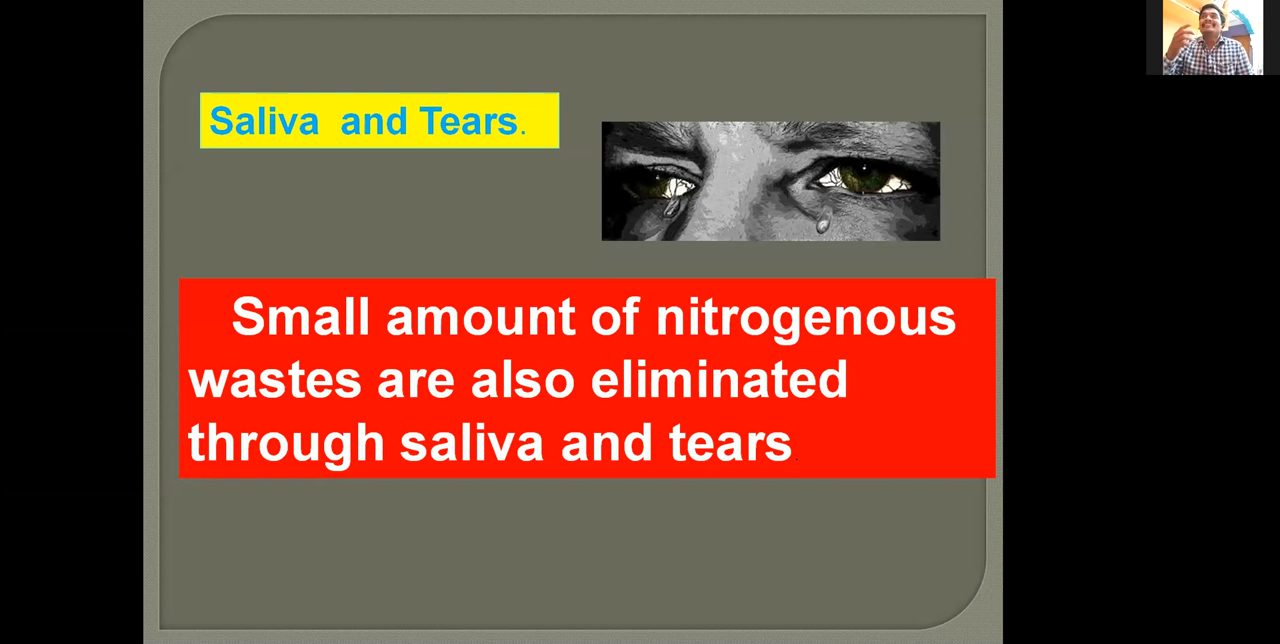 Saliva  and Tears.
Small amount of nitrogenous
wastes are also eliminated
through saliva and tears.